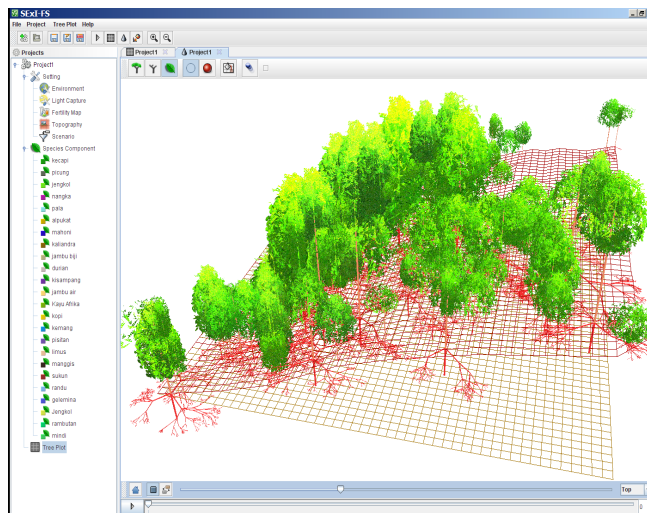 SExI-FS
File Project Tree Plot Help
Projects
Project1
Project1
Project1
Setting
Environment
Light Capture
Fertility Map
Topography
Scenario
Species Component
kecapi
picung
jengkol
nangka
pala
alpukat
mahoni
kaliandra
jambu biji
durian
kisampang
jambu air
Kayu Afrika
kopi
kemang
pisitan
limus
manggis
sukun
randu
gelemina
Jengkol
rambutan
mindi
Tree Plot
Top
0